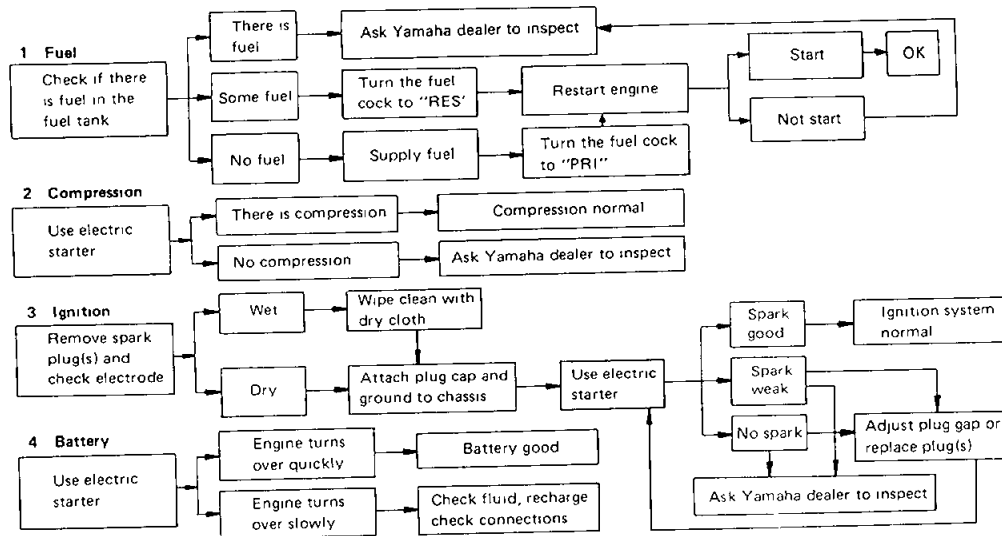 1 Fuel
Check if there
is fuel in the
fuel tank
There is
fuel
Ask Yamaha dealer to inspect
Some fuel
Turn the fuel
cock to "RES'
Restart engine
Start
OK
Not start
No fuel
Supply fuel
Turn the fuel cock
to "PRI"
2 Compression
Use electric
starter
There is compression
Compression normal
No compression
Ask Yamaha dealer to inspect
3 Ignition
Remove spark
plug(s) and
check electrode
Wet
Wipe clean with
dry cloth
Dry
Attach plug cap and
ground to chassis
Use electric
starter
Spark
good
Ignition system
normal
Spark
weak
No spark
Adjust plug gap or
replace plug(s)
Ask Yamaha dealer to inspect
4 Battery
Use electric
starter
Engine turns
over quickly
Battery good
Engine turns
over slowly
Check fluid, recharge
check connections